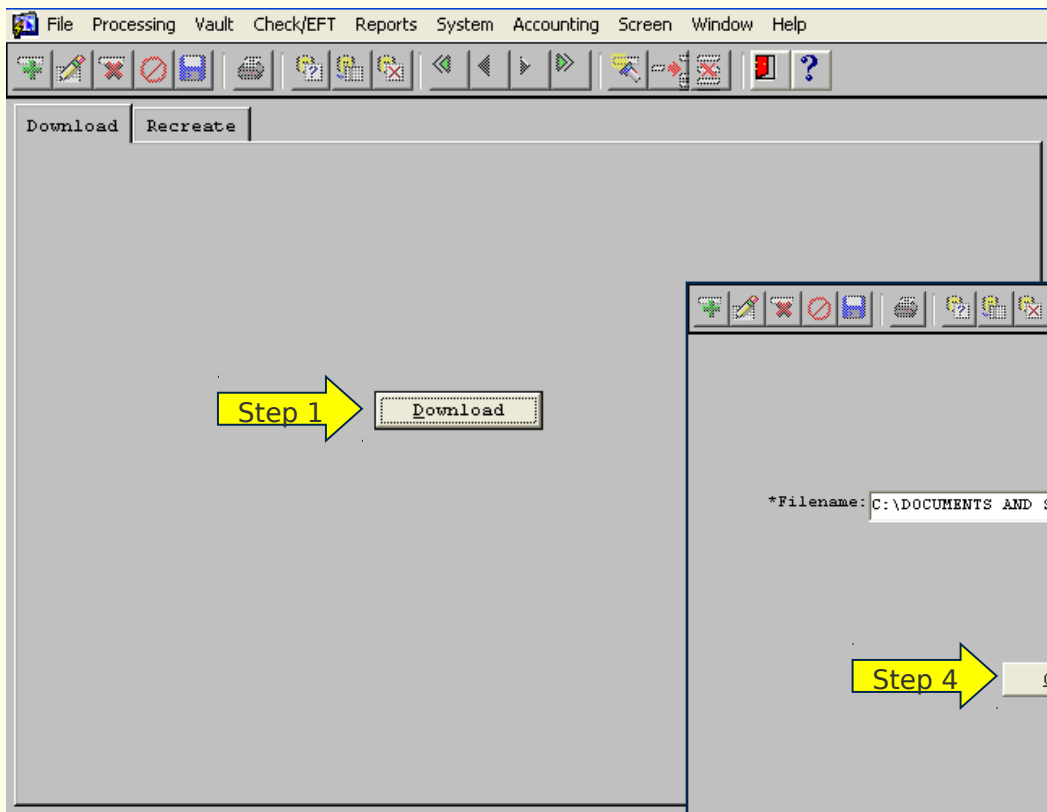 File Processing Vault Check/EFT Reports System Accounting Screen Window Help
Download Recreate
Step 1
Download
*Filename: C:\DOCUMENTS AND
Step 4